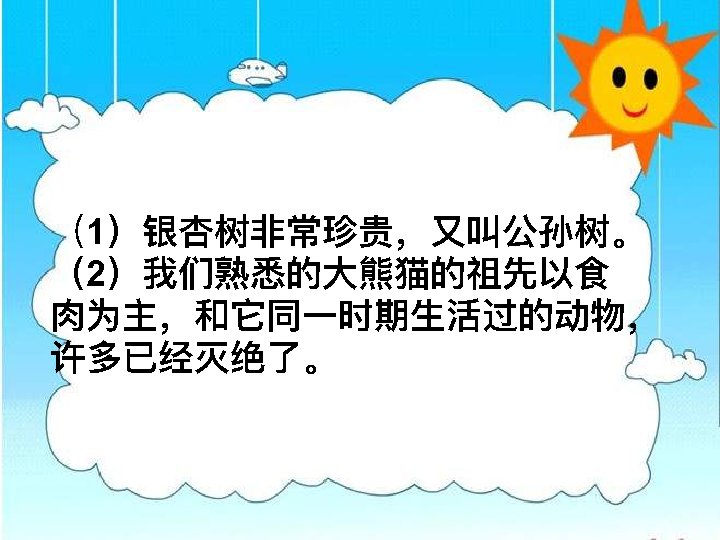 （1）银杏树非常珍贵，又叫公孙树。
（2）我们熟悉的大熊猫的祖先以食
肉为主，和它同一时期生活过的动物，
许多已经灭绝了。